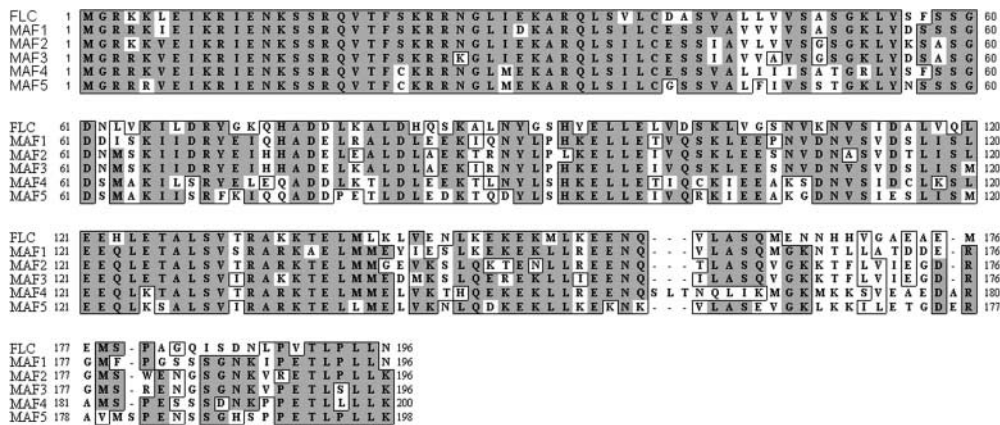 FLC 1 MGRKKLEIKRIENKSSRQVTFSKRRNGLIEKARQLSVLCDASVALLVVSASGKLYSFSSG 60
MAF1 1 MGRRKIEIKRIENKSSRQVTFSKRRNGLIDKARQLSILCESSVAVVVVSASGKLYDSSSG 60
MAF2 1 MGRKKVEIKRIENKSSRQVTFSKRRNGLIEKARQLSILCESSIAVLVVSGSGKLYKSASG 60
MAF3 1 MGRRKVEIKRIENKSSRQVTFSKRRKGLIEKARQLSILCESSIAVVAVSGSGKLYDSASG 60
MAF4 1 MGRRKVEIKRIENKSSRQVTFCKRRNGLMEKARQLSILCESSVALIIISATGRLYSFSSG 60
MAF5 1 MGRRRVEIKRIENKSSRQVTFCKRRNGLMEKARQLSILCGSSVALFIVSSTGKLYNSSSG 60
FLC 61 DNLVKILDRYGKQHADDLKALDHQSKALNYGSHYELLELVDSKLVGSNVKNVSIDALVQL 120
MAF1 61 DDISKIIDRYEIQHADELRALDLEEKIQNYLPHKELLETVQSKLEEPNVDNVSVDSLISL 120
MAF2 61 DNMSKIIDRYEIHHADELEALDLAEKTRNYLPLKELLEIVQSKLEESNVDNASVDTLISL 120
MAF3 61 DNMSKIIDRYEIHHADELKALDLAEKIRNYLPHKELLEIVQSKLEESNVDNVSVDSLISM 120
MAF4 61 DSMAKILSRYELEQADDLKTLDLEEKTLNYLSHKELLETIQCKIEEAKSDNVSIDCLKSL 120
MAF5 61 DSMAKIISRFKIQQADDPETLDLEDKTQDYLSHKELLEIVQRKIEEAKGDNVSIESLISM 120
FLC 121 EEHLETALSVTRAKKTELMLKLVENLKEKEKMLKEENQ---VLASQMENNHHVGAEAE-M 176
MAF1 121 EEQLETALSVSRARKAELMMEYIESLKEKEKLLREENQ---VLASQMGKNTLLATDDE-R 176
MAF2 121 EEQLETALSVTRARKTELMMGEVKSLQKTENLLREENQ---TLASQVGKKTFLVIEGD-R 176
MAF3 121 EEQLETALSVIRAKKTELMMEDMKSLQEREKLLIEENQ---ILASQVGKKTFLVIEGD-R 176
MAF4 121 EEQLKTALSVTRARKTELMMELVKTHQEKEKLLREENQSLTNQLIKMGKMKKSVEAEDAR 180
MAF5 121 EEQLKSALSVIRARKTELLMELVKNLQDKEKLLKEKNK---VLASEVGKLKKILETGDER 177
FLC 177 EMS-PAGQISDNLPVTLPLLN 196
MAF1 177 GMF-PGSSSGNKIPETLPLLN 196
MAF2 177 GMS-WENGSGNKVRETLPLLK 196
MAF3 177 GMS-RENGSGNKVPETLSLLK 196
MAF4 181 AMS-PESSSDNKPPETLLLLK 200
MAF5 178 AVMSPENSSGHSPPETLPLLK 198